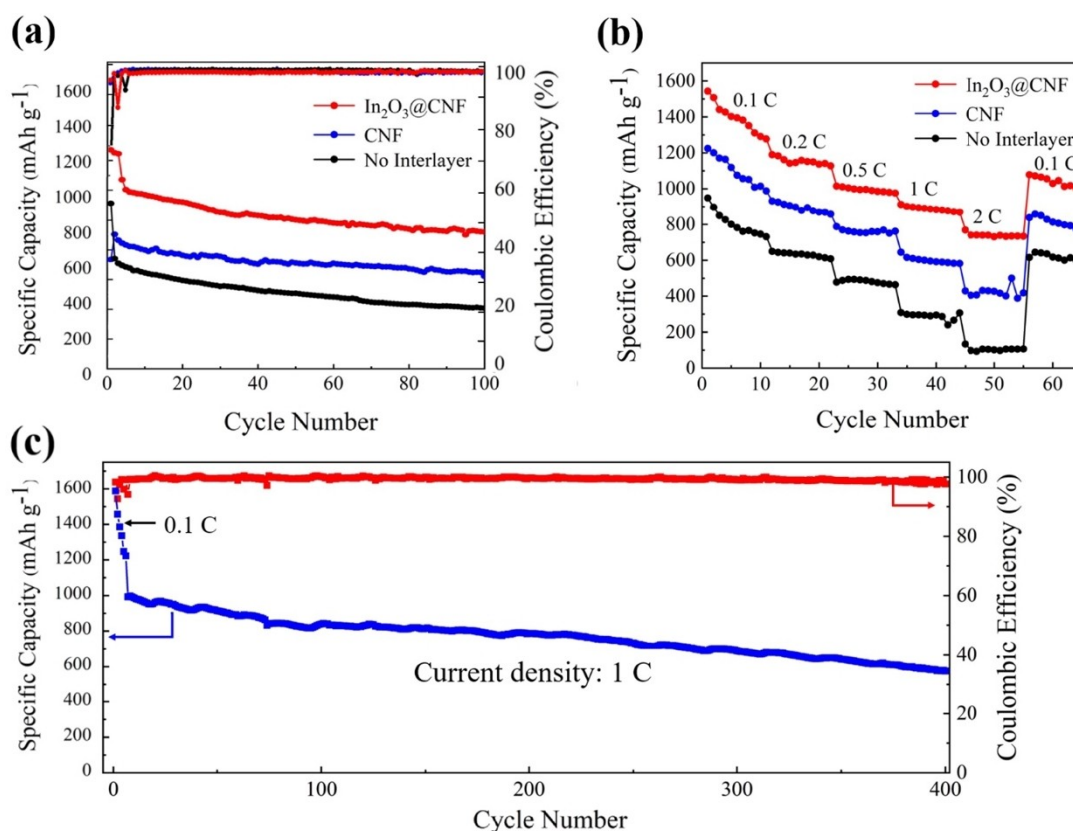 (a)
Specific Capacity (mAh g⁻¹)
1600
1400
1200
1000
800
600
400
200
0
In₂O₃@CNF
CNF
No Interlayer
100
80
60
40
20
0
Coulombic Efficiency (%)
0 20 40 60 80 100
Cycle Number
(b)
Specific Capacity (mAh g⁻¹)
1600
1400
1200
1000
800
600
400
200
0
In₂O₃@CNF
CNF
No Interlayer
0.1 C
0.2 C
0.5 C
1 C
2 C
0.1 C
0 10 20 30 40 50 60
Cycle Number
(c)
Specific Capacity (mAh g⁻¹)
1600
1400
1200
1000
800
600
400
200
0
0.1 C
Current density: 1 C
100
80
60
40
20
0
Coulombic Efficiency (%)
0 100 200 300 400
Cycle Number